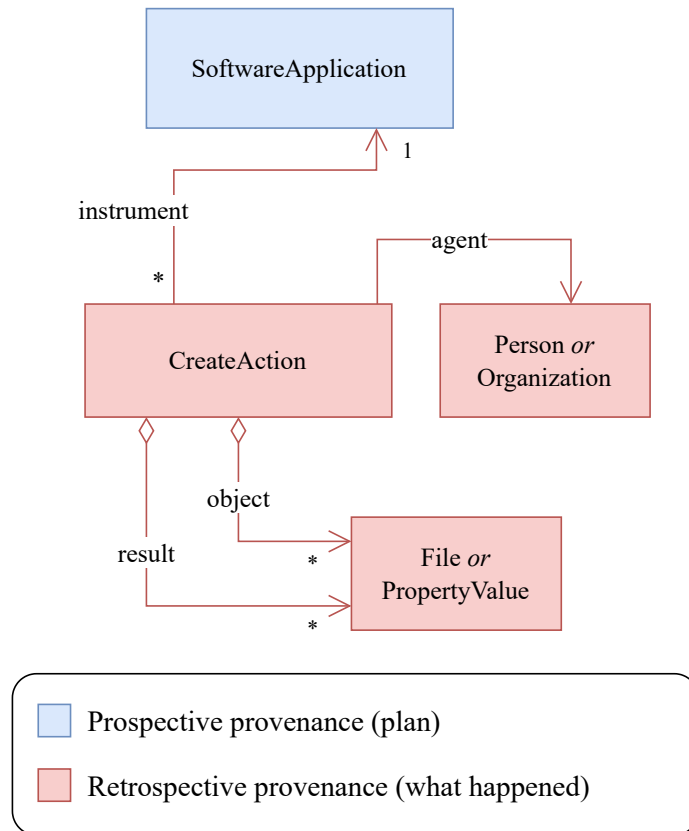 SoftwareApplication
1
instrument
*
agent
CreateAction
Person or
Organization
object
*
result
*
File or
PropertyValue
Prospective provenance (plan)
Retrospective provenance (what happened)